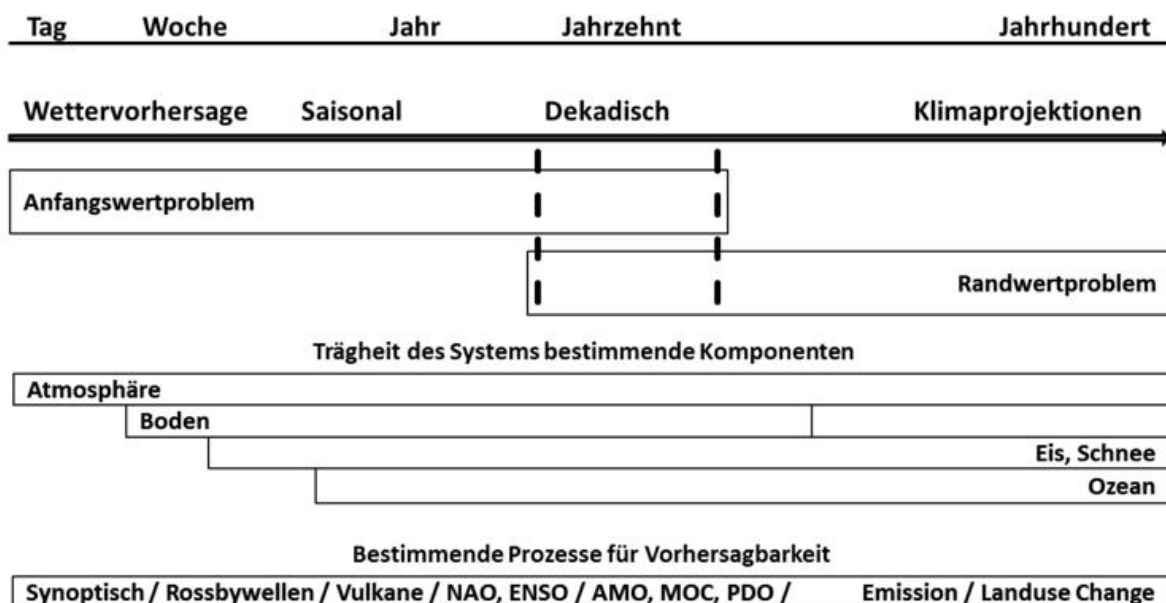 Tag Woche Jahr Jahrzehnt Jahrhundert
Wettervorhersage Saisonal Dekadisch Klimaprojektionen
Anfangswertproblem
Randwertproblem
Trägheit des Systems bestimmende Komponenten
Atmosphäre
Boden
Eis, Schnee
Ozean
Bestimmende Prozesse für Vorhersagbarkeit
Synoptisch / Rossbywellen / Vulkane / NAO, ENSO / AMO, MOC, PDO / Emission / Landuse Change